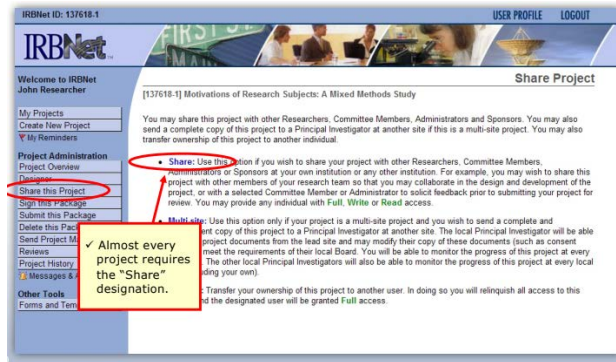 IRBNet ID: 137618-1
USER PROFILE LOGOUT
IRBNet
FIRST
MAIN
Welcome to IRBNet
John Researcher
My Projects
Create New Project
My Reminders
Project Administration
Project Overview
Designer
Share this Project
Sign this Package
Submit this Package
Delete this Pac
Send Project Ma
Reviews
Project History
Messages & A
Other Tools
Forms and Tem
Share Project
[137618-1] Motivations of Research Subjects: A Mixed Methods Study
You may share this project with other Researchers, Committee Members, Administrators and Sponsors. You may also
send a complete copy of this project to a Principal Investigator at another site if this is a multi-site project. You may also
transfer ownership of this project to another individual.
• Share: Use this option if you wish to share your project with other Researchers, Committee Members,
Administrators or Sponsors at your own institution or any other institution. For example, you may wish to share this
project with other members of your research team so that you may collaborate in the design and development of the
project, or with a selected Committee Member or Administrator to solicit feedback prior to submitting your project for
review. You may provide any individual with Full, Write or Read access.
• Multi-site: Use this option only if your project is a multi-project and you wish to send a complete and
ent copy of this project to a Principal Investigator at another site. The local Principal Investigator will be able
project documents from the lead site and may modify their copy of these documents (such as consent
meet the requirements of their local Board. You will be able to monitor the progress of this project at every
The other local Principal Investigators will also be able to monitor the progress of this project at every local
uding your own).
: Transfer your ownership of this project to another user. In doing so you will relinquish all access to this
nd the designated user will be granted Full access.
✓ Almost every
project requires
the "Share"
designation.